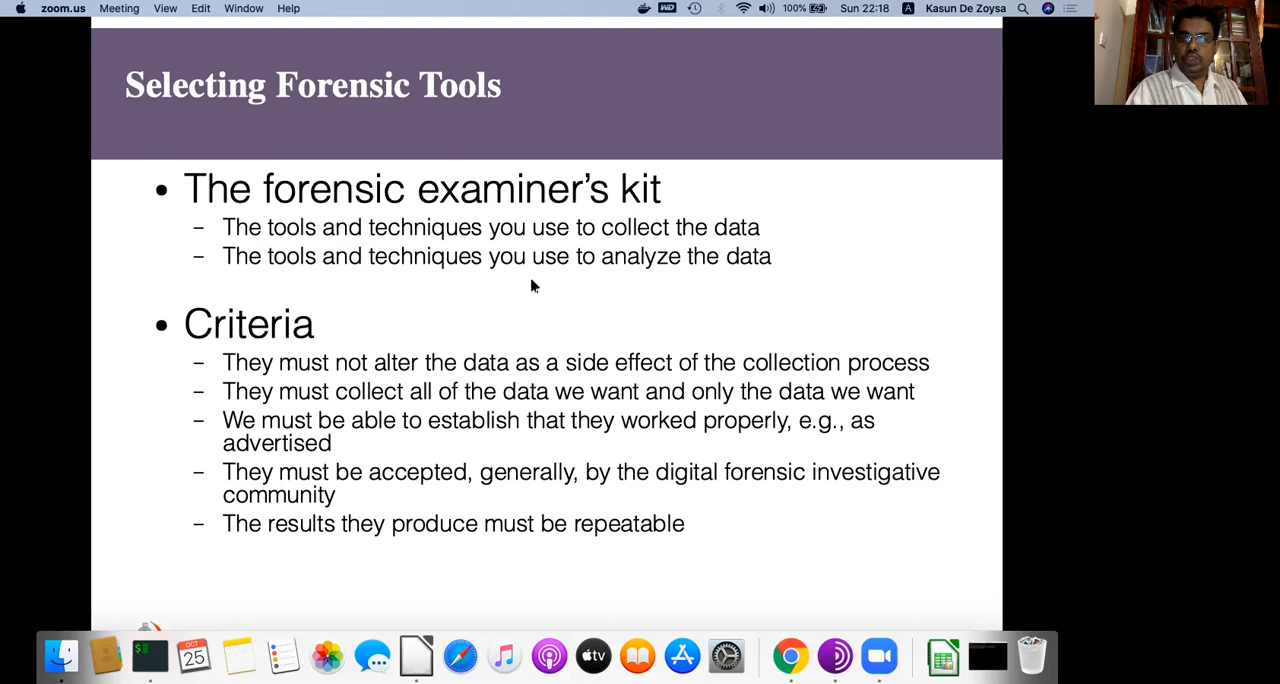 zoom.us Meeting View Edit Window Help 100% Sun 22:18 A Kasun De Zoysa
Selecting Forensic Tools
• The forensic examiner's kit
– The tools and techniques you use to collect the data
– The tools and techniques you use to analyze the data
• Criteria
– They must not alter the data as a side effect of the collection process
– They must collect all of the data we want and only the data we want
– We must be able to establish that they worked properly, e.g., as
advertised
– They must be accepted, generally, by the digital forensic investigative
community
– The results they produce must be repeatable
$
OCT
25
tv